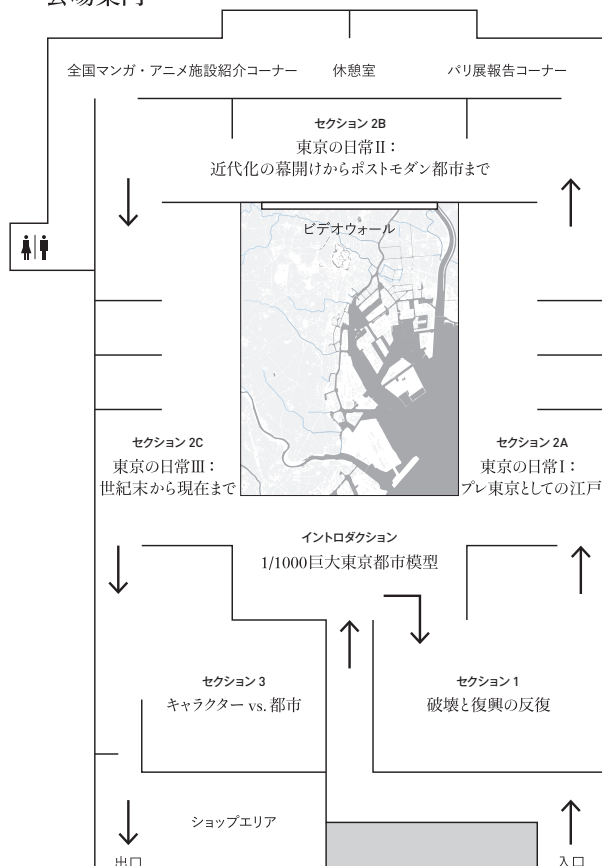 会場案内
全国マンガ・アニメ施設紹介コーナー
休憩室
パリ展報告コーナー
セクション 2B
東京の日常Ⅱ：
近代化の幕開けからポストモダン都市まで
ビデオウォール
セクション 2C
東京の日常Ⅲ：
世紀末から現在まで
セクション 2A
東京の日常Ⅰ：
プレ東京としての江戸
イントロダクション
1/1000巨大東京都市模型
セクション 3
キャラクター vs. 都市
セクション 1
破壊と復興の反復
ショップエリア
出口
入口